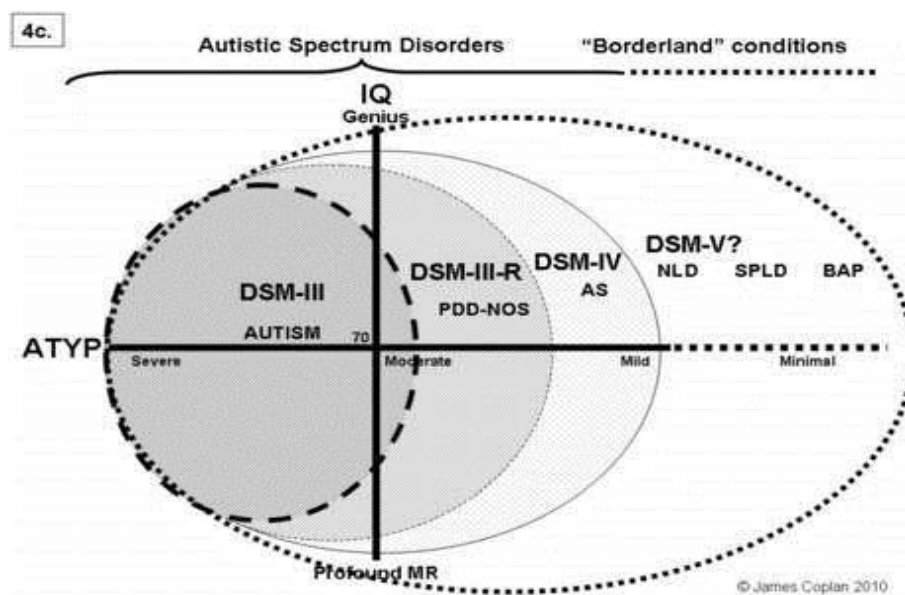 4c.
Autistic Spectrum Disorders
“Borderland” conditions
IQ
Genius
DSM-III
DSM-III-R
DSM-IV
DSM-V?
AUTISM
PDD-NOS
AS
NLD SPLD BAP
70
ATYP
Severe
Moderate
Mild
Minimal
Profound MR
© James Coplan 2010